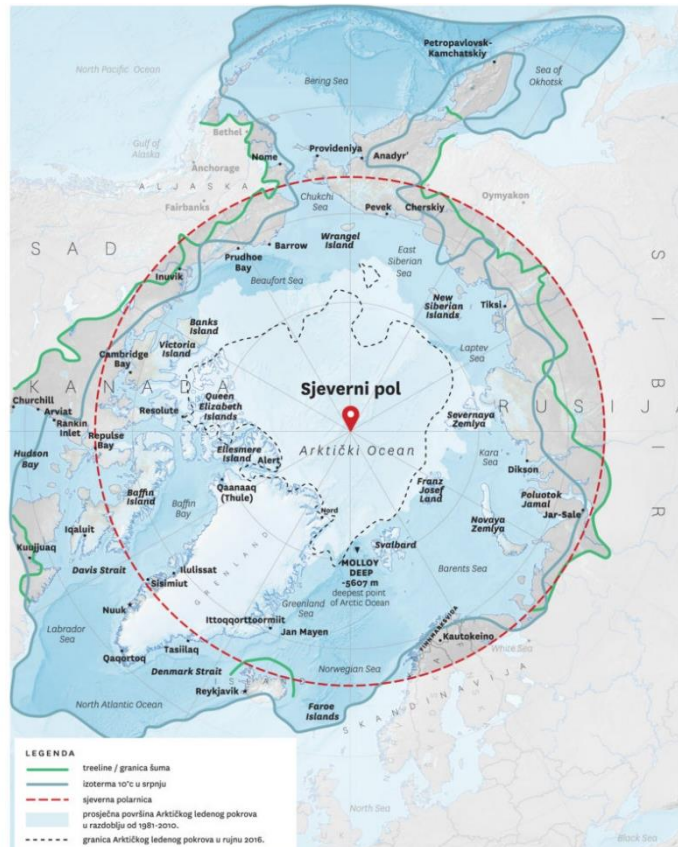 Petropavlovsk-
Kamchatskiy
North Pacific Ocean
Bering Sea
Sea of
Okhotsk
Gulf of
Alaska
Bethel
Anchorage
ALJASKA
Nome
Provideniya
Anadyr'
Fairbanks
Chukchi
Sea
Pevek
Cherskiy
Oymyakon
SAD
Wrangel
Island
Barrow
Prudhoe
Bay
East
Siberian
Sea
Inuvik
Beaufort Sea
New
Siberian
Islands
Tiksi
SIBIR
Banks
Island
Victoria
Island
Laptev
Sea
Cambridge
Bay
KANADA
Sjeverni pol
RUSIJA
Churchill
Arviat
Rankin
Inlet
Resolute
Queen
Elizabeth
Islands
Severnaya
Zemlya
Repulse
Bay
Hudson
Bay
Ellesmere
Island
Alert
Arktički Ocean
Kara
Sea
Dikson
Baffin
Island
Baffin
Bay
Qaanaaq
(Thule)
Franz
Josef
Land
Poluotok
Jamal
Jar-Sale
Nord
Novaya
Zemlya
Iqaluit
Kuujjuaq
Svalbard
MOLLOY
DEEP
-5607 m
deepest point
of Arctic Ocean
Davis Strait
Ilulissat
Sisimiut
GRENLAND
Barents Sea
Greenland
Sea
Nuuk
Ittoqqortoormiit
Jan Mayen
FINNMARKSVIDA
Kautokeino
White Sea
Labrador
Sea
Tasiilaq
Qaqortoq
Denmark Strait
Norwegian Sea
ISLAND
Reykjavik
SKANDINAVIJA
North Atlantic Ocean
Faroe
Islands
LEGENDA
treeline / granica šuma
izoterma 10°c u srpnju
sjeverna polarnica
prosječna površina Arktičkog ledenog pokrova
u razdoblju od 1981-2010.
granica Arktičkog ledenog pokrova u rujnu 2016.
North Sea
Black Sea